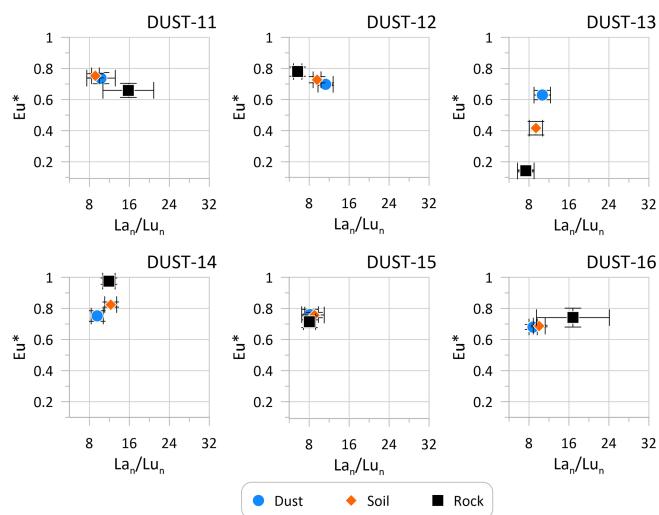 DUST-11
DUST-12
DUST-13
Eu*
1
0.8
0.6
0.4
0.2
8 16 24 32
Laₙ/Luₙ
Eu*
1
0.8
0.6
0.4
0.2
8 16 24 32
Laₙ/Luₙ
Eu*
1
0.8
0.6
0.4
0.2
8 16 24 32
Laₙ/Luₙ
DUST-14
DUST-15
DUST-16
Eu*
1
0.8
0.6
0.4
0.2
8 16 24 32
Laₙ/Luₙ
Eu*
1
0.8
0.6
0.4
0.2
8 16 24 32
Laₙ/Luₙ
Eu*
1
0.8
0.6
0.4
0.2
8 16 24 32
Laₙ/Luₙ
Dust Soil Rock